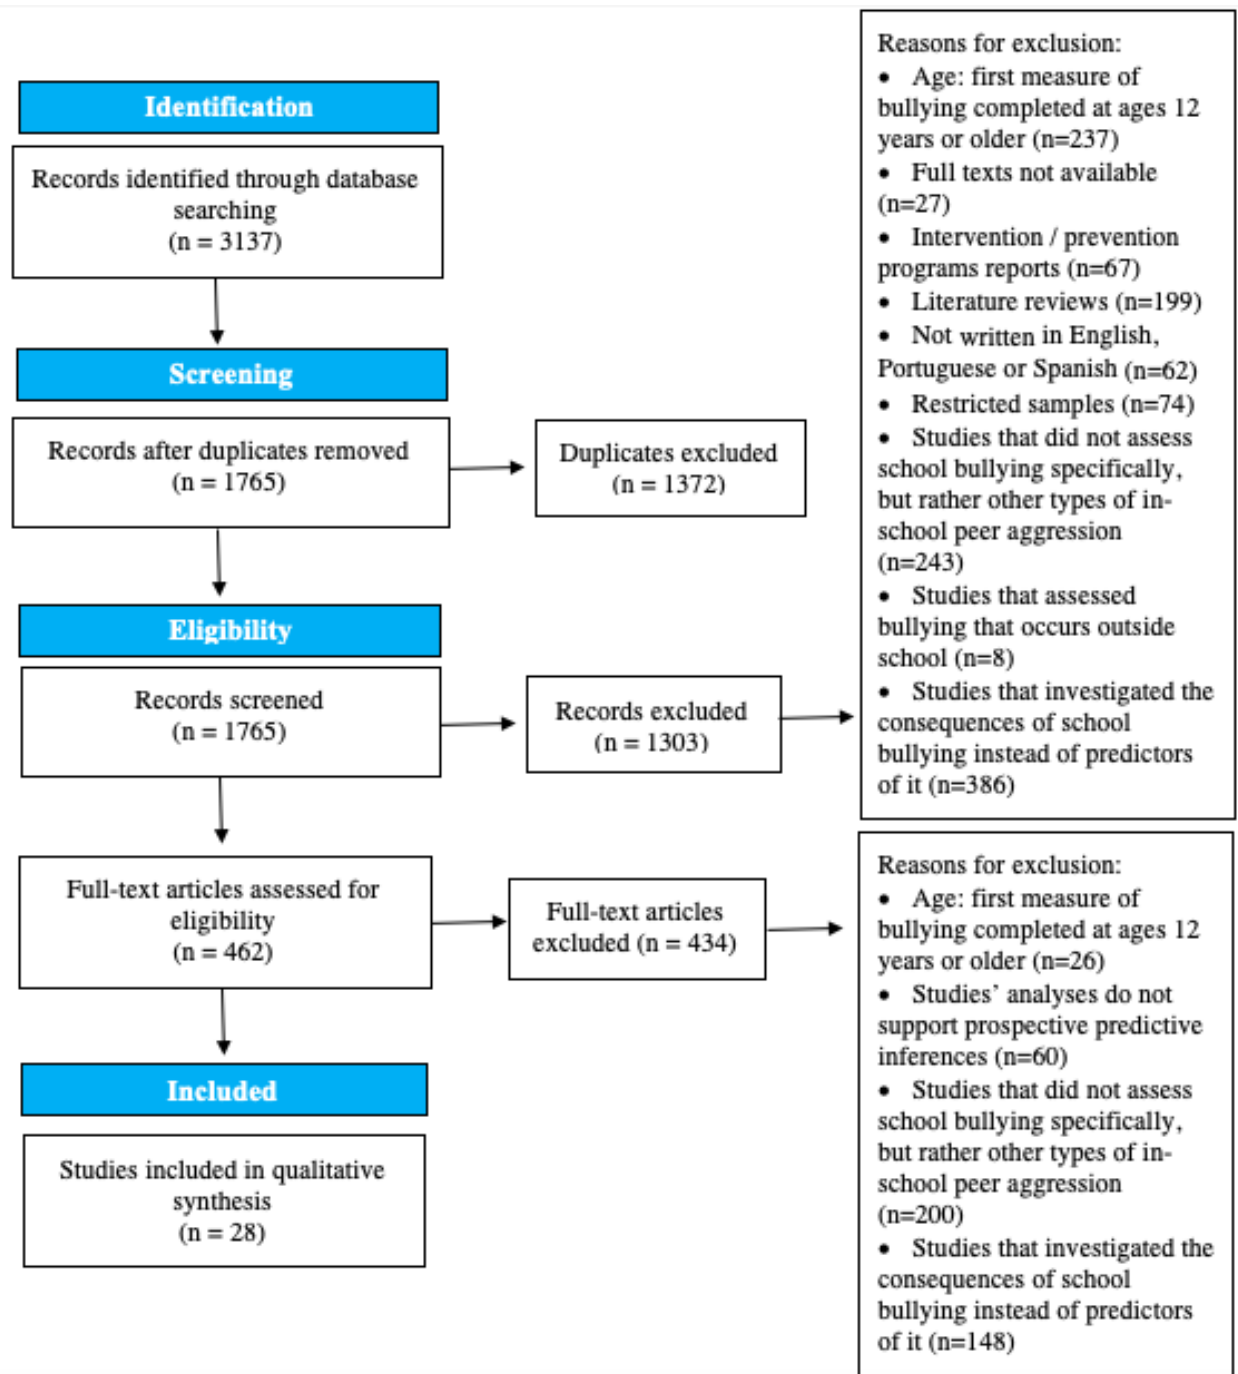 Identification
Records identified through database
searching
(n = 3137)
Screening
Records after duplicates removed
(n = 1765)
Duplicates excluded
(n = 1372)
Eligibility
Records screened
(n = 1765)
Records excluded
(n = 1303)
Reasons for exclusion:
• Age: first measure of
bullying completed at ages 12
years or older (n=237)
• Full texts not available
(n=27)
• Intervention / prevention
programs reports (n=67)
• Literature reviews (n=199)
• Not written in English,
Portuguese or Spanish (n=62)
• Restricted samples (n=74)
• Studies that did not assess
school bullying specifically,
but rather other types of in-
school peer aggression
(n=243)
• Studies that assessed
bullying that occurs outside
school (n=8)
• Studies that investigated the
consequences of school
bullying instead of predictors
of it (n=386)
Full-text articles assessed for
eligibility
(n = 462)
Full-text articles
excluded (n = 434)
Reasons for exclusion:
• Age: first measure of
bullying completed at ages 12
years or older (n=26)
• Studies’ analyses do not
support prospective predictive
inferences (n=60)
• Studies that did not assess
school bullying specifically,
but rather other types of in-
school peer aggression
(n=200)
• Studies that investigated the
consequences of school
bullying instead of predictors
of it (n=148)
Included
Studies included in qualitative
synthesis
(n = 28)